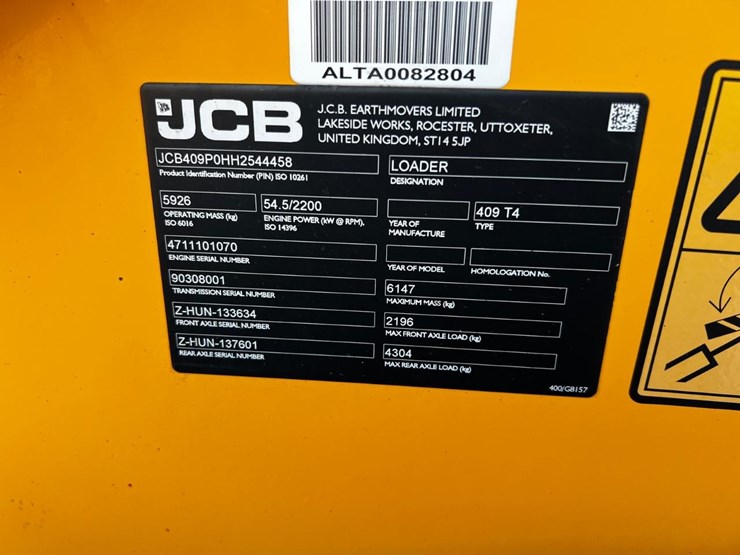 ALTA0082804
JCB
J.C.B. EARTHMOVERS LIMITED
LAKESIDE WORKS, ROCESTER, UTTOXETER,
UNITED KINGDOM, ST14 5JP
JCB409P0HH2544458
Product Identification Number (PIN) ISO 10261
LOADER
DESIGNATION
5926
OPERATING MASS (kg)
ISO 6016
54.5/2200
ENGINE POWER (kW @ RPM),
ISO 14396
YEAR OF
MANUFACTURE
409 T4
TYPE
4711101070
ENGINE SERIAL NUMBER
YEAR OF MODEL
HOMOLOGATION No.
90308001
TRANSMISSION SERIAL NUMBER
6147
MAXIMUM MASS (kg)
Z-HUN-133634
FRONT AXLE SERIAL NUMBER
2196
MAX FRONT AXLE LOAD (kg)
Z-HUN-137601
REAR AXLE SERIAL NUMBER
4304
MAX REAR AXLE LOAD (kg)
400/G8157